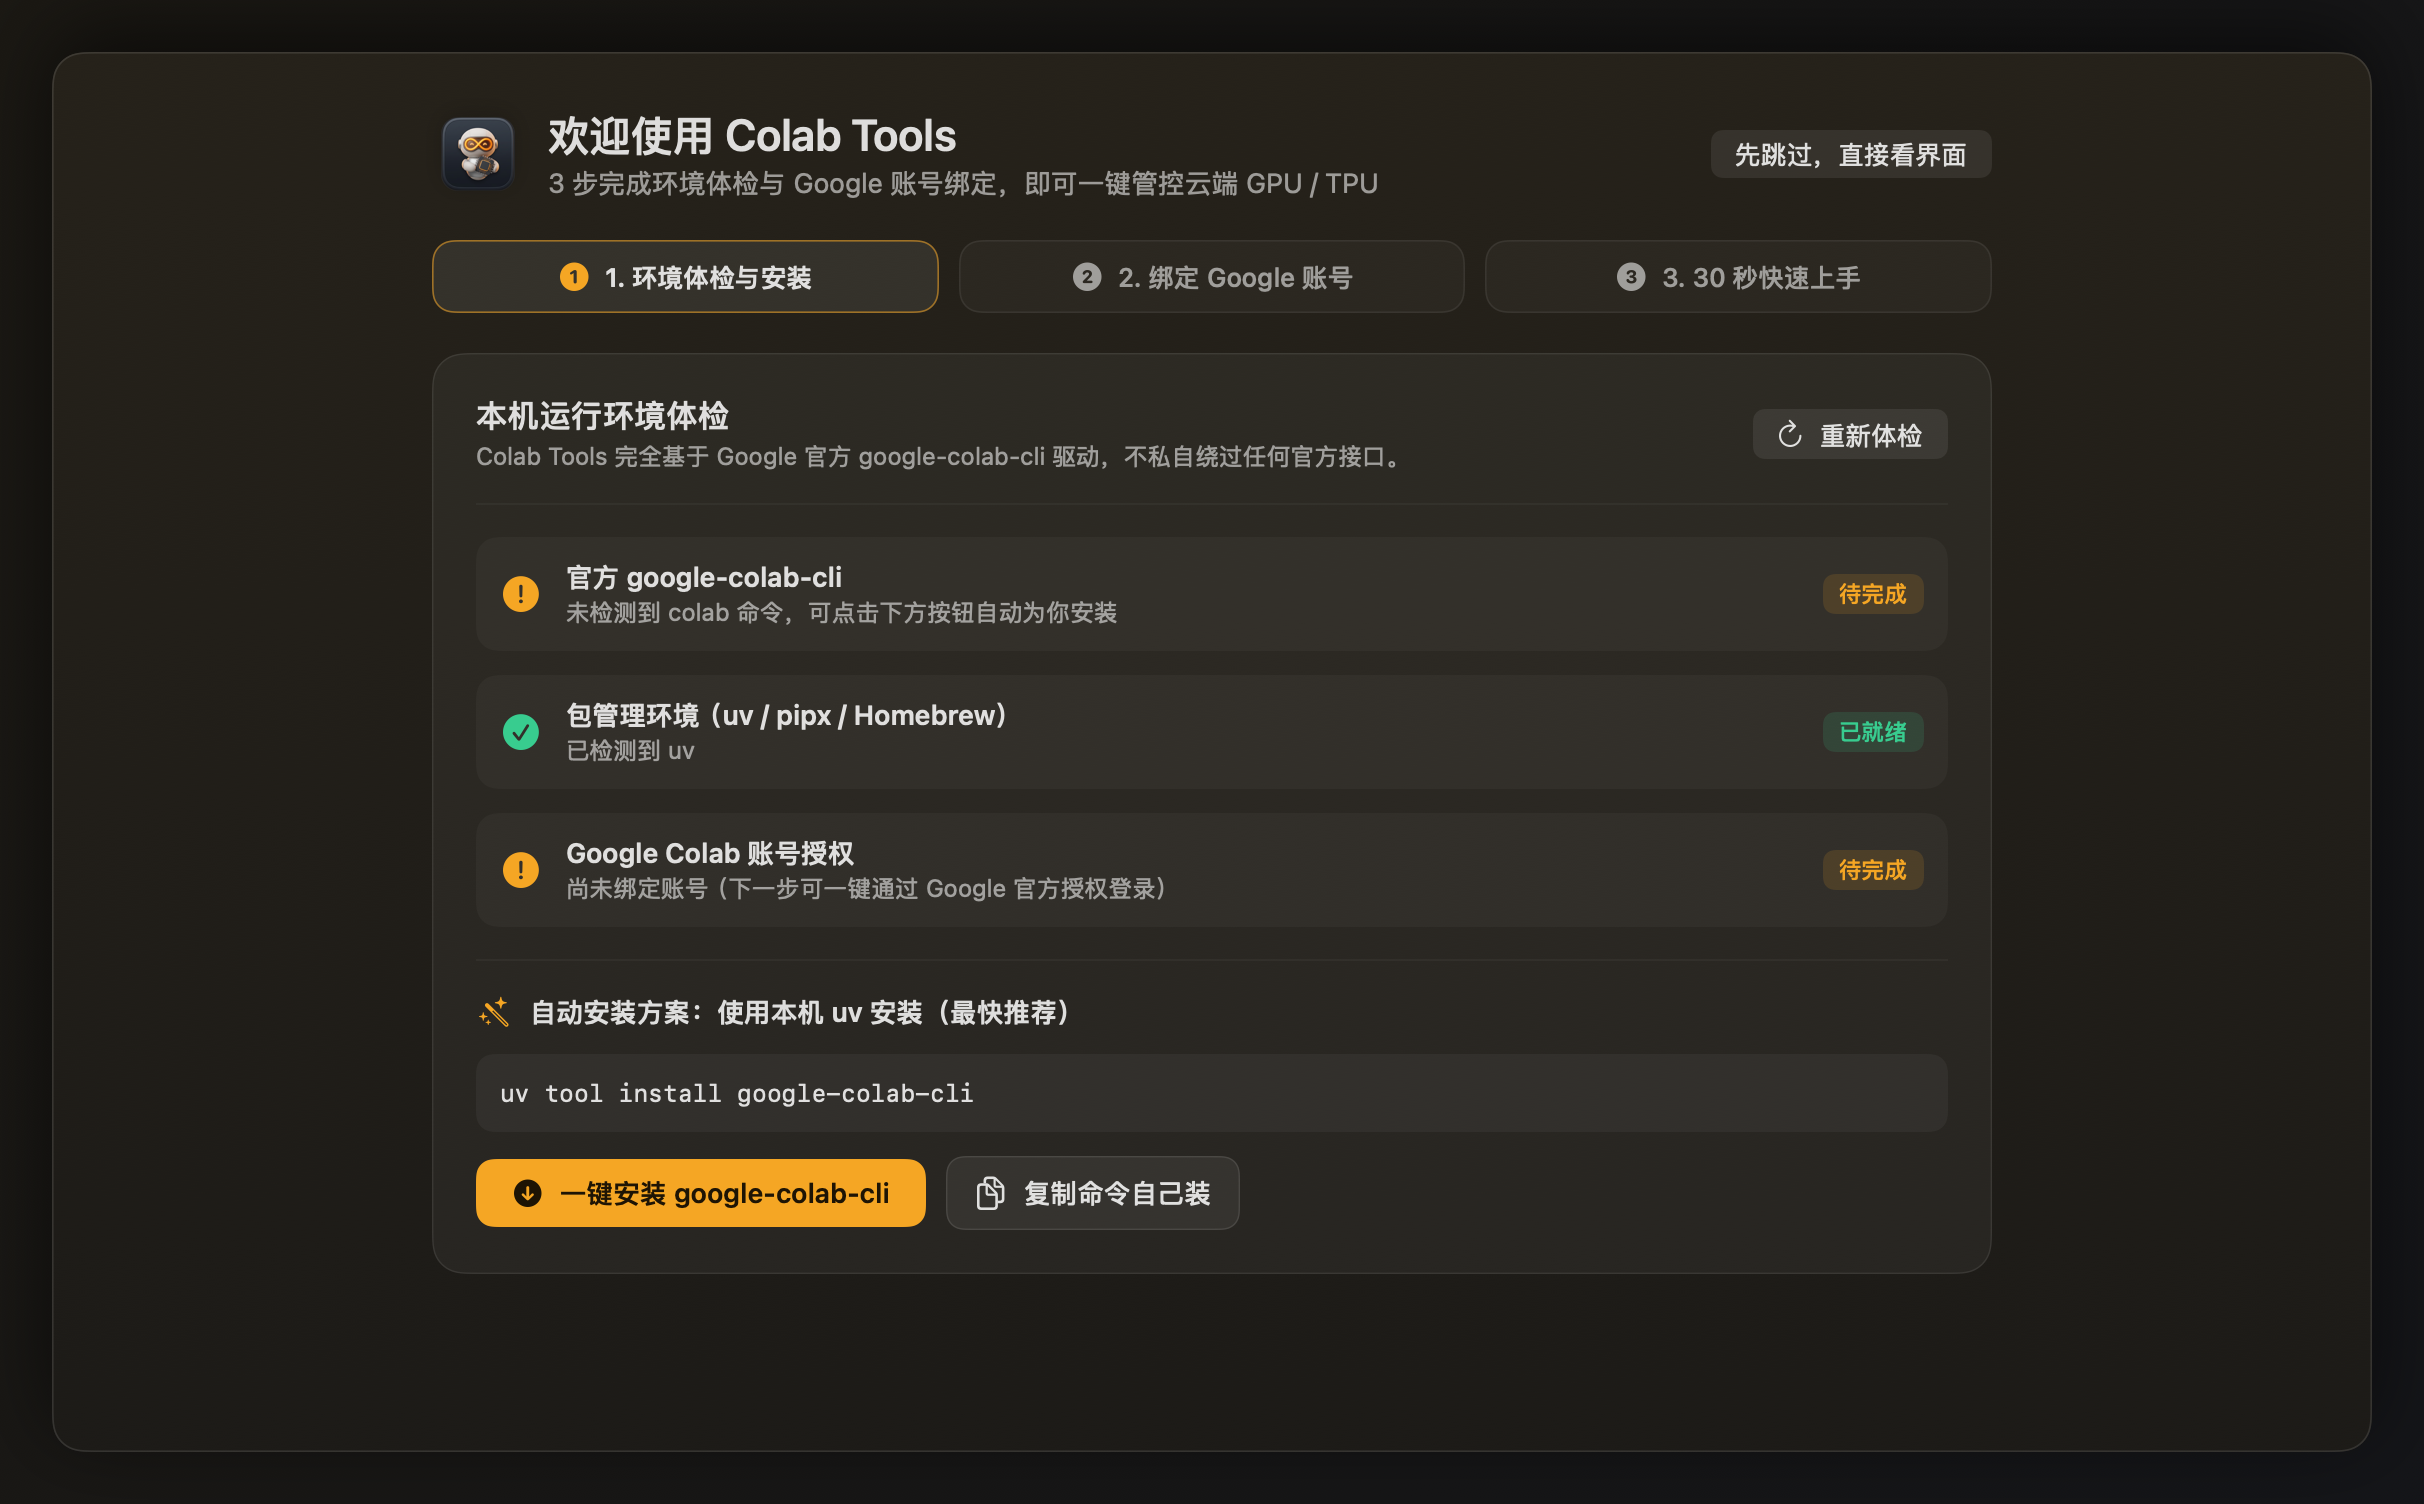 欢迎使用 Colab Tools
3 步完成环境体检与 Google 账号绑定，即可一键管控云端 GPU / TPU
先跳过，直接看界面
1 1. 环境体检与安装
2 2. 绑定 Google 账号
3 3. 30 秒快速上手
本机运行环境体检
Colab Tools 完全基于 Google 官方 google-colab-cli 驱动，不私自绕过任何官方接口。
重新体检
官方 google-colab-cli
未检测到 colab 命令，可点击下方按钮自动为你安装
待完成
包管理环境（uv / pipx / Homebrew）
已检测到 uv
已就绪
Google Colab 账号授权
尚未绑定账号（下一步可一键通过 Google 官方授权登录）
待完成
自动安装方案：使用本机 uv 安装（最快推荐）
uv tool install google-colab-cli
一键安装 google-colab-cli
复制命令自己装